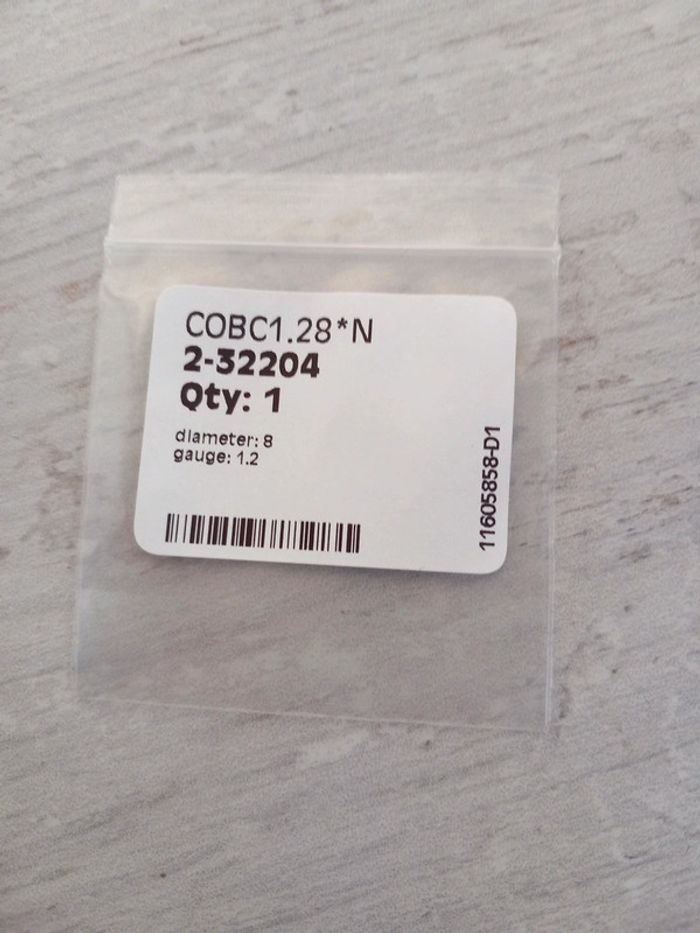 COBC1.28*N
2-32204
Qty: 1
diameter: 8
gauge: 1.2
11605858-D1